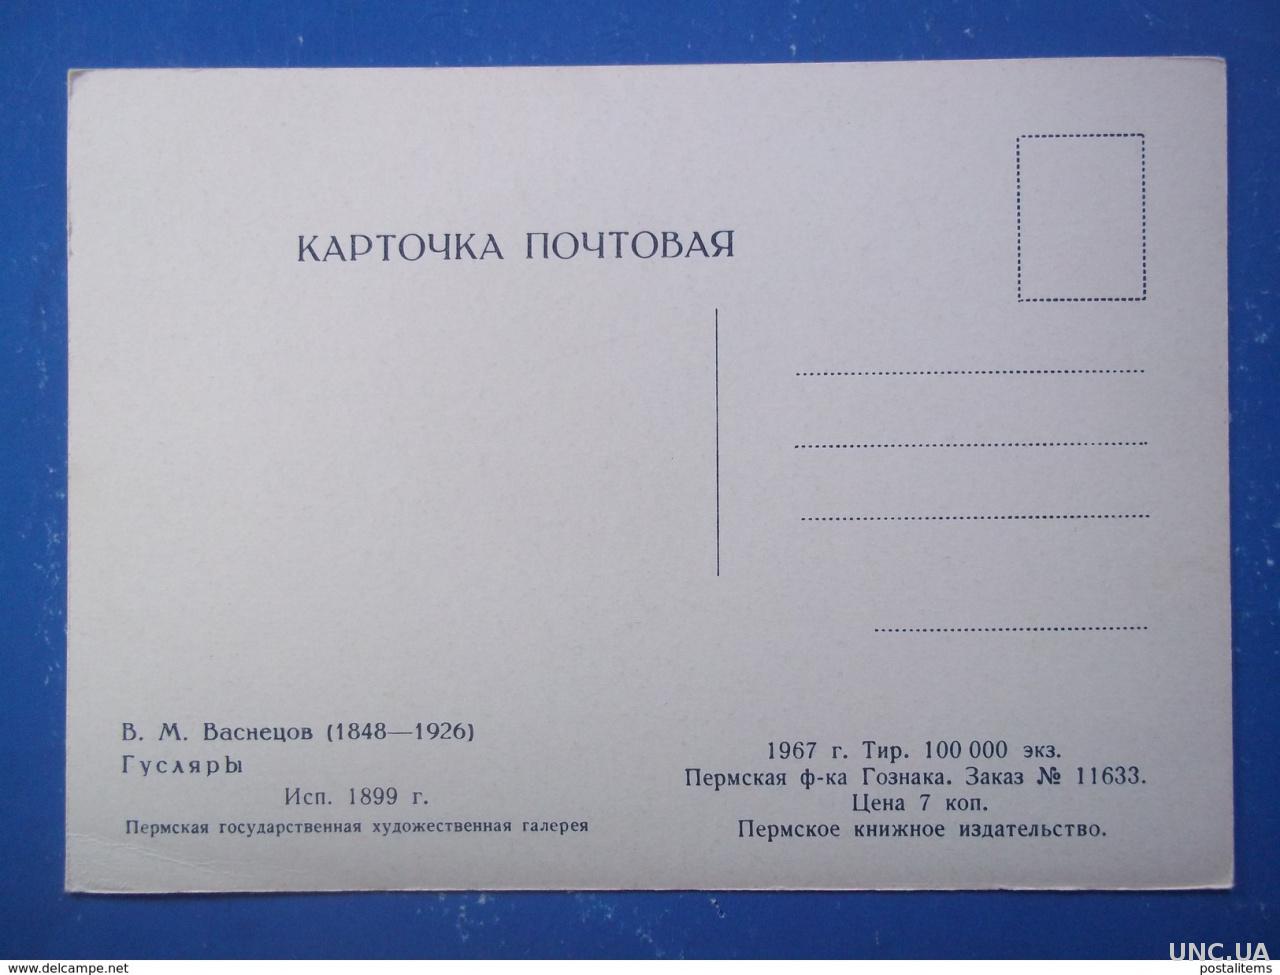 КАРТОЧКА ПОЧТОВАЯ
В. М. Васнецов (1848—1926)
Гусляры
Исп. 1899 г.
Пермская государственная художественная галерея
1967 г. Тир. 100 000 экз.
Пермская ф-ка Гознака. Заказ № 11633.
Цена 7 коп.
Пермское книжное издательство.
UNC.UA
www.delcampe.net
postalitems